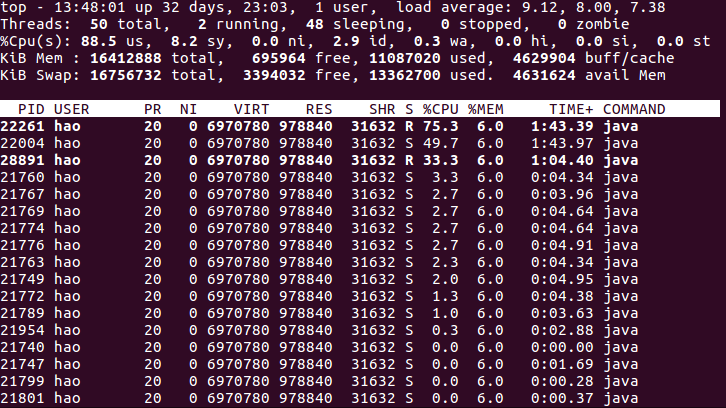 top - 13:48:01 up 32 days, 23:03,  1 user,  load average: 9.12, 8.00, 7.38
Threads:  50 total,   2 running,  48 sleeping,   0 stopped,   0 zombie
%Cpu(s): 88.5 us,  8.2 sy,  0.0 ni,  2.9 id,  0.3 wa,  0.0 hi,  0.0 si,  0.0 st
KiB Mem : 16412888 total,   695964 free, 11087020 used,  4629904 buff/cache
KiB Swap: 16756732 total,  3394032 free, 13362700 used.  4631624 avail Mem
  PID USER      PR  NI    VIRT    RES    SHR S %CPU %MEM     TIME+ COMMAND
22261 hao       20   0 6970780 978840  31632 R 75.3  6.0   1:43.39 java
22004 hao       20   0 6970780 978840  31632 S 49.7  6.0   1:43.97 java
28891 hao       20   0 6970780 978840  31632 R 33.3  6.0   1:04.40 java
21760 hao       20   0 6970780 978840  31632 S  3.3  6.0   0:04.34 java
21767 hao       20   0 6970780 978840  31632 S  2.7  6.0   0:03.96 java
21769 hao       20   0 6970780 978840  31632 S  2.7  6.0   0:04.64 java
21774 hao       20   0 6970780 978840  31632 S  2.7  6.0   0:04.64 java
21776 hao       20   0 6970780 978840  31632 S  2.7  6.0   0:04.91 java
21763 hao       20   0 6970780 978840  31632 S  2.3  6.0   0:04.34 java
21749 hao       20   0 6970780 978840  31632 S  2.0  6.0   0:04.95 java
21772 hao       20   0 6970780 978840  31632 S  1.3  6.0   0:04.38 java
21789 hao       20   0 6970780 978840  31632 S  1.0  6.0   0:03.63 java
21954 hao       20   0 6970780 978840  31632 S  0.3  6.0   0:02.88 java
21740 hao       20   0 6970780 978840  31632 S  0.0  6.0   0:00.00 java
21747 hao       20   0 6970780 978840  31632 S  0.0  6.0   0:01.69 java
21799 hao       20   0 6970780 978840  31632 S  0.0  6.0   0:00.28 java
21801 hao       20   0 6970780 978840  31632 S  0.0  6.0   0:00.37 java